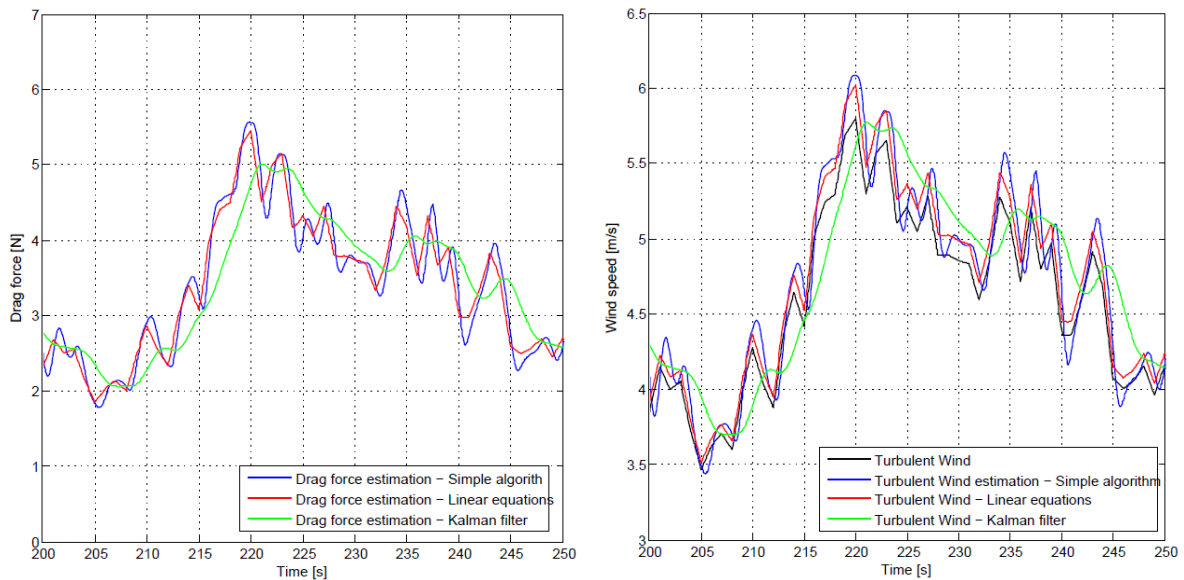 7
6
5
4
3
2
1
0
Drag force [N]
Drag force estimation − Simple algorith
Drag force estimation − Linear equations
Drag force estimation − Kalman filter
200 205 210 215 220 225 230 235 240 245 250
Time [s]
6.5
6
5.5
5
4.5
4
3.5
3
Wind speed [m/s]
Turbulent Wind
Turbulent Wind estimation − Simple algorithm
Turbulent Wind − Linear equations
Turbulent Wind − Kalman filter
200 205 210 215 220 225 230 235 240 245 250
Time [s]